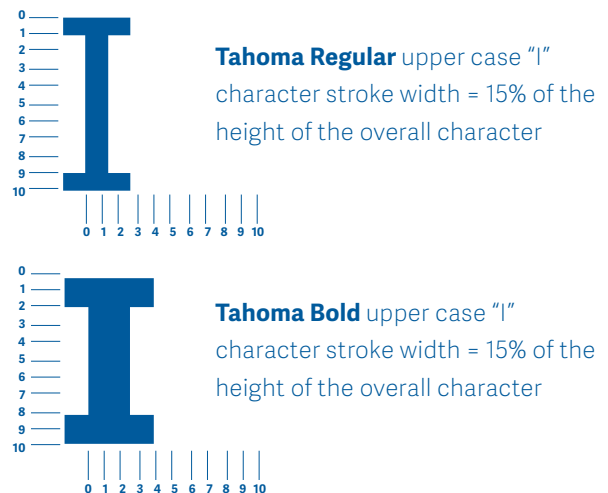 0
1
2
3
4
5
6
7
8
9
10
Tahoma Regular upper case “I”
character stroke width = 15% of the
height of the overall character
0 1 2 3 4 5 6 7 8 9 10
0
1
2
3
4
5
6
7
8
9
10
Tahoma Bold upper case “I”
character stroke width = 15% of the
height of the overall character
0 1 2 3 4 5 6 7 8 9 10